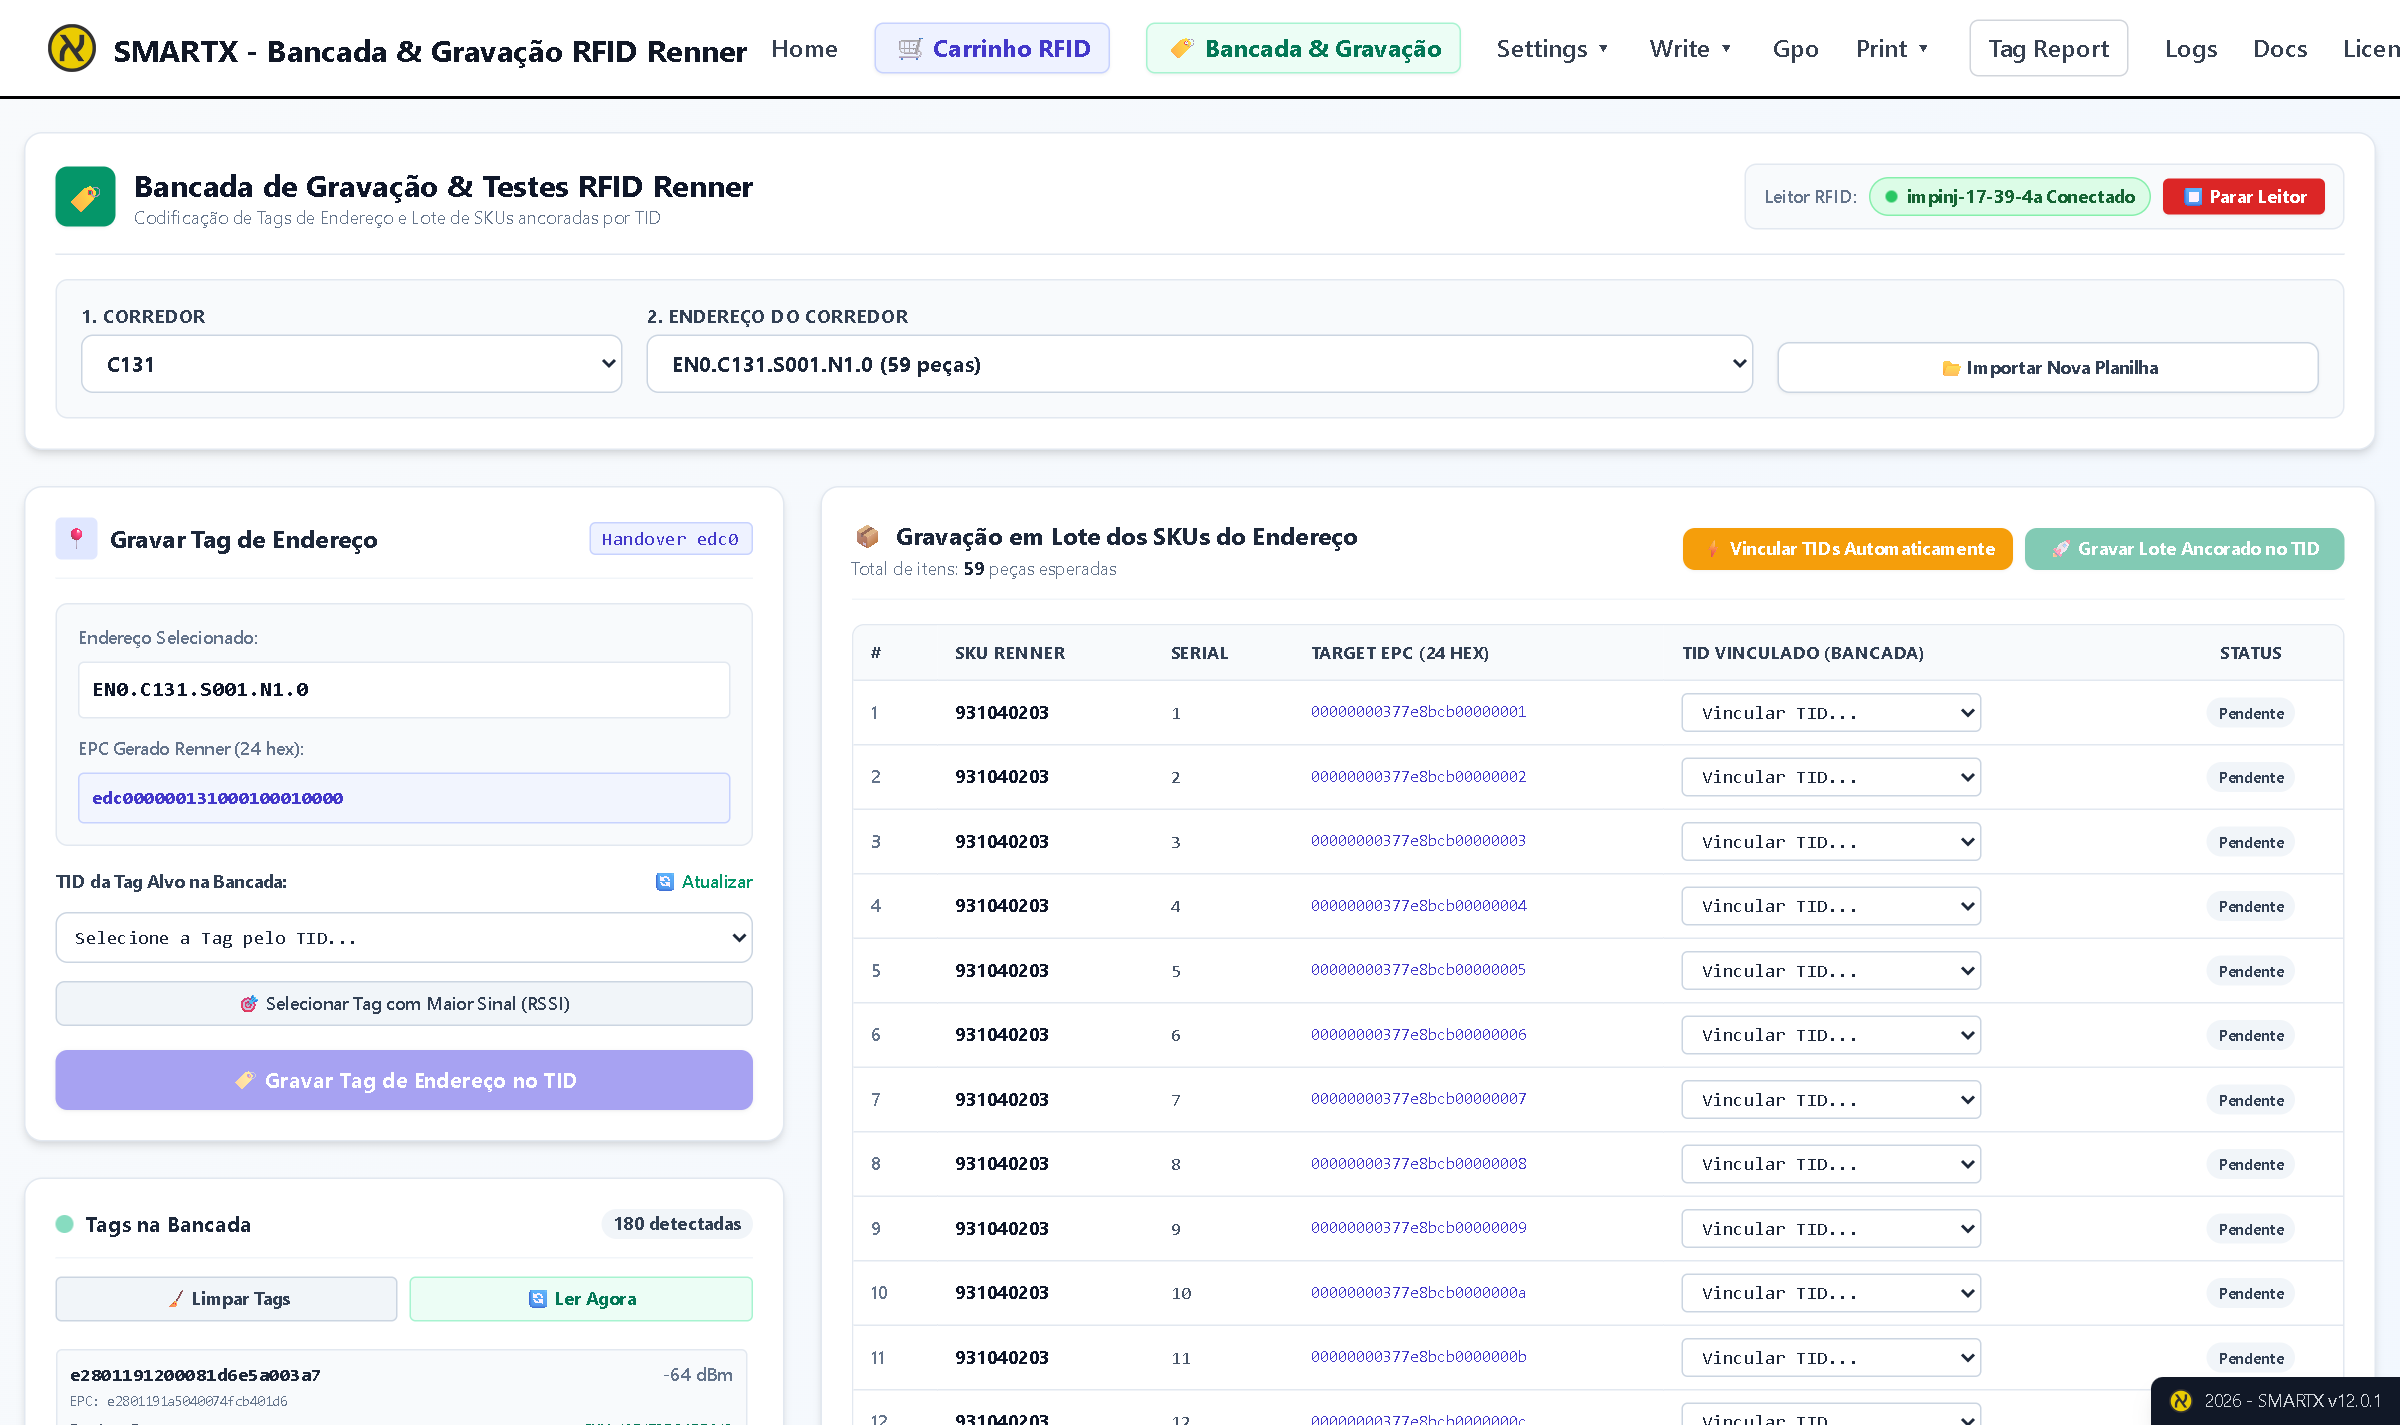 SMARTX - Bancada & Gravação RFID Renner
Home
Carrinho RFID
Bancada & Gravação
Settings ▼
Write ▼
Gpo
Print ▼
Tag Report
Logs
Docs
Licen
Bancada de Gravação & Testes RFID Renner
Codificação de Tags de Endereço e Lote de SKUs ancoradas por TID
Leitor RFID:
impinj-17-39-4a Conectado
Parar Leitor
1. CORREDOR
2. ENDEREÇO DO CORREDOR
C131
EN0.C131.S001.N1.0 (59 peças)
Importar Nova Planilha
Gravar Tag de Endereço
Handover edc0
Endereço Selecionado:
EN0.C131.S001.N1.0
EPC Gerado Renner (24 hex):
edc000000131000100010000
TID da Tag Alvo na Bancada:
Atualizar
Selecione a Tag pelo TID...
Selecionar Tag com Maior Sinal (RSSI)
Gravar Tag de Endereço no TID
Tags na Bancada
180 detectadas
Limpar Tags
Ler Agora
e2801191200081d6e5a003a7
-64 dBm
EPC: e2801191a5040074fcb401d6
Gravação em Lote dos SKUs do Endereço
Total de itens: 59 peças esperadas
Vincular TIDs Automaticamente
Gravar Lote Ancorado no TID
# SKU RENNER SERIAL TARGET EPC (24 HEX) TID VINCULADO (BANCADA) STATUS
1 931040203 1 00000000377e8bcb00000001 Vincular TID... Pendente
2 931040203 2 00000000377e8bcb00000002 Vincular TID... Pendente
3 931040203 3 00000000377e8bcb00000003 Vincular TID... Pendente
4 931040203 4 00000000377e8bcb00000004 Vincular TID... Pendente
5 931040203 5 00000000377e8bcb00000005 Vincular TID... Pendente
6 931040203 6 00000000377e8bcb00000006 Vincular TID... Pendente
7 931040203 7 00000000377e8bcb00000007 Vincular TID... Pendente
8 931040203 8 00000000377e8bcb00000008 Vincular TID... Pendente
9 931040203 9 00000000377e8bcb00000009 Vincular TID... Pendente
10 931040203 10 00000000377e8bcb0000000a Vincular TID... Pendente
11 931040203 11 00000000377e8bcb0000000b Vincular TID... Pendente
12 931040203 12 00000000377e8bcb0000000c Vincular TID...
2026 - SMARTX v12.0.1